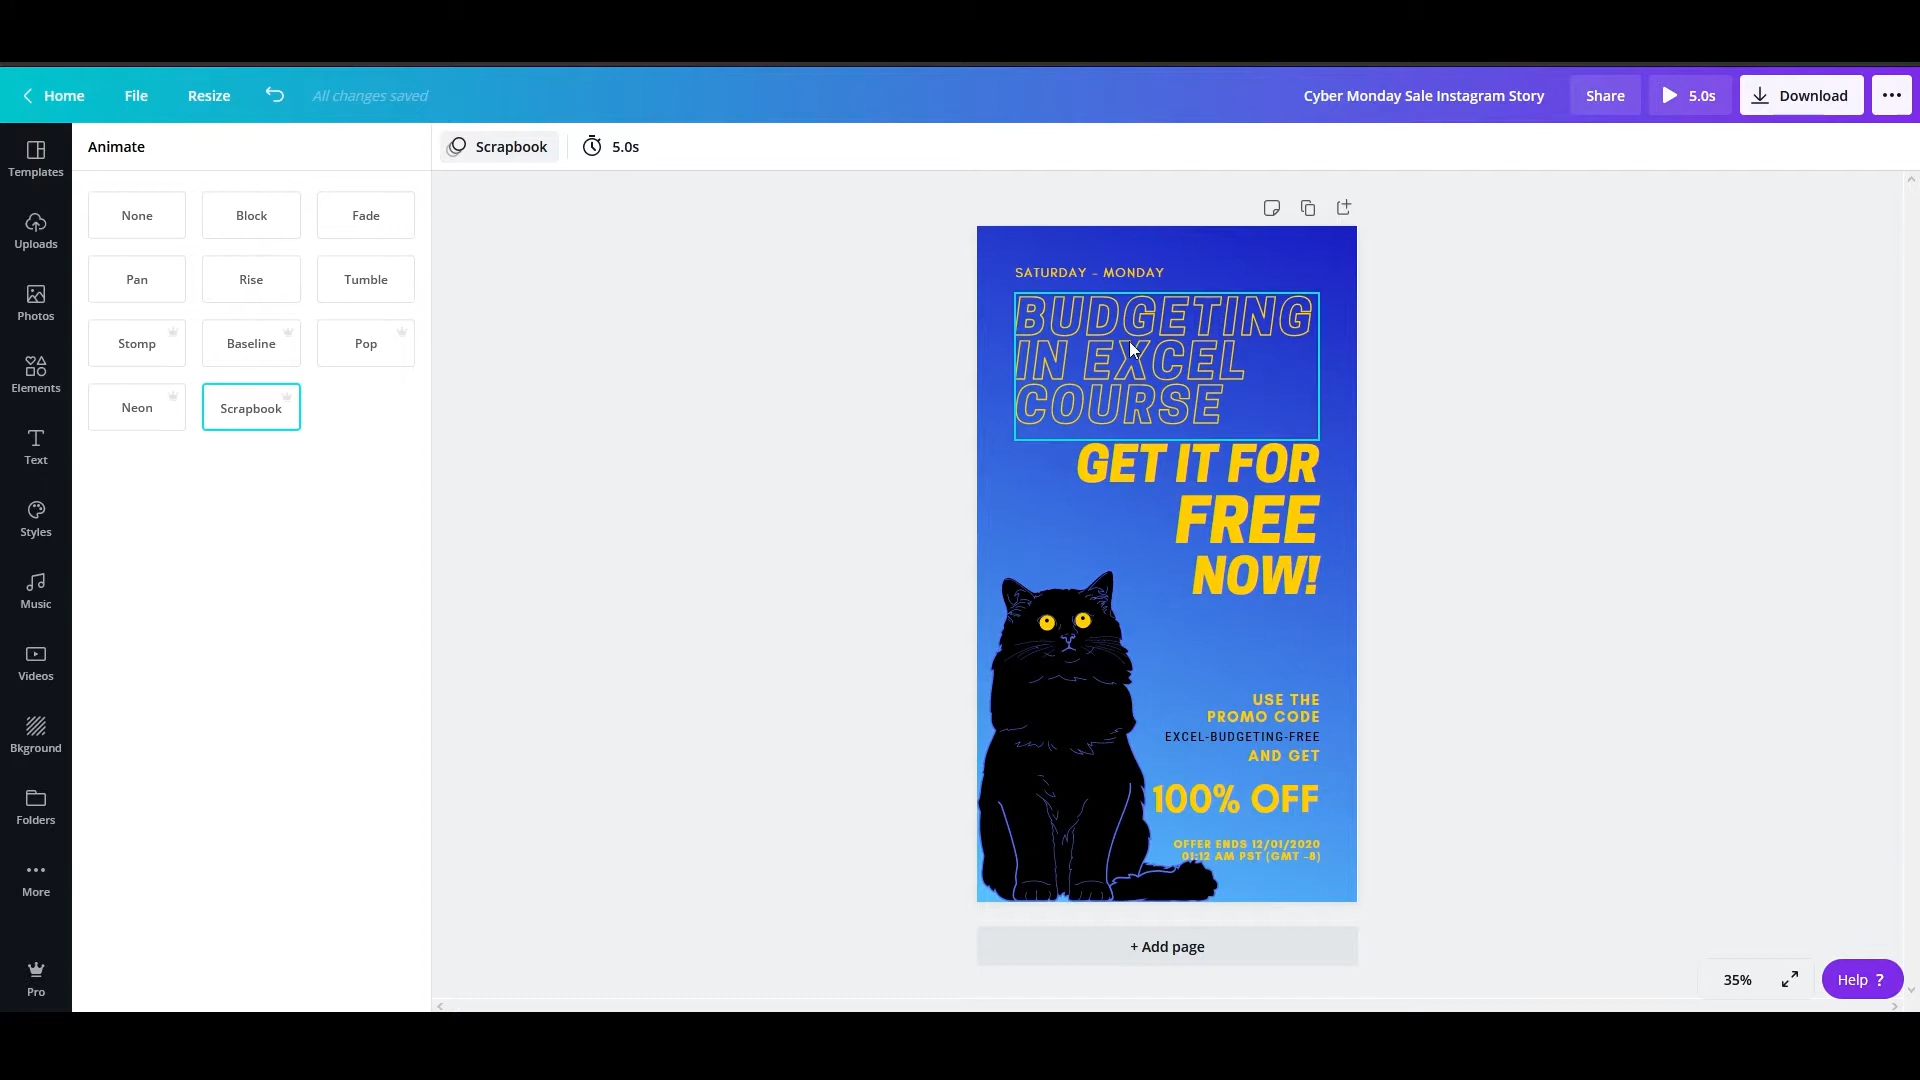 Home File Resize All changes saved Cyber Monday Sale Instagram Story Share 5.0s Download
Templates
Uploads
Photos
Elements
Text
Styles
Music
Videos
Bkground
Folders
More
Pro
Animate
None Block Fade
Pan Rise Tumble
Stomp Baseline Pop
Neon Scrapbook
Scrapbook 5.0s
SATURDAY - MONDAY
BUDGETING
IN EXCEL
COURSE
GET IT FOR
FREE
NOW!
USE THE
PROMO CODE
EXCEL-BUDGETING-FREE
AND GET
100% OFF
OFFER ENDS 12/01/2020
01:12 AM PST (GMT -8)
+ Add page
35% Help ?